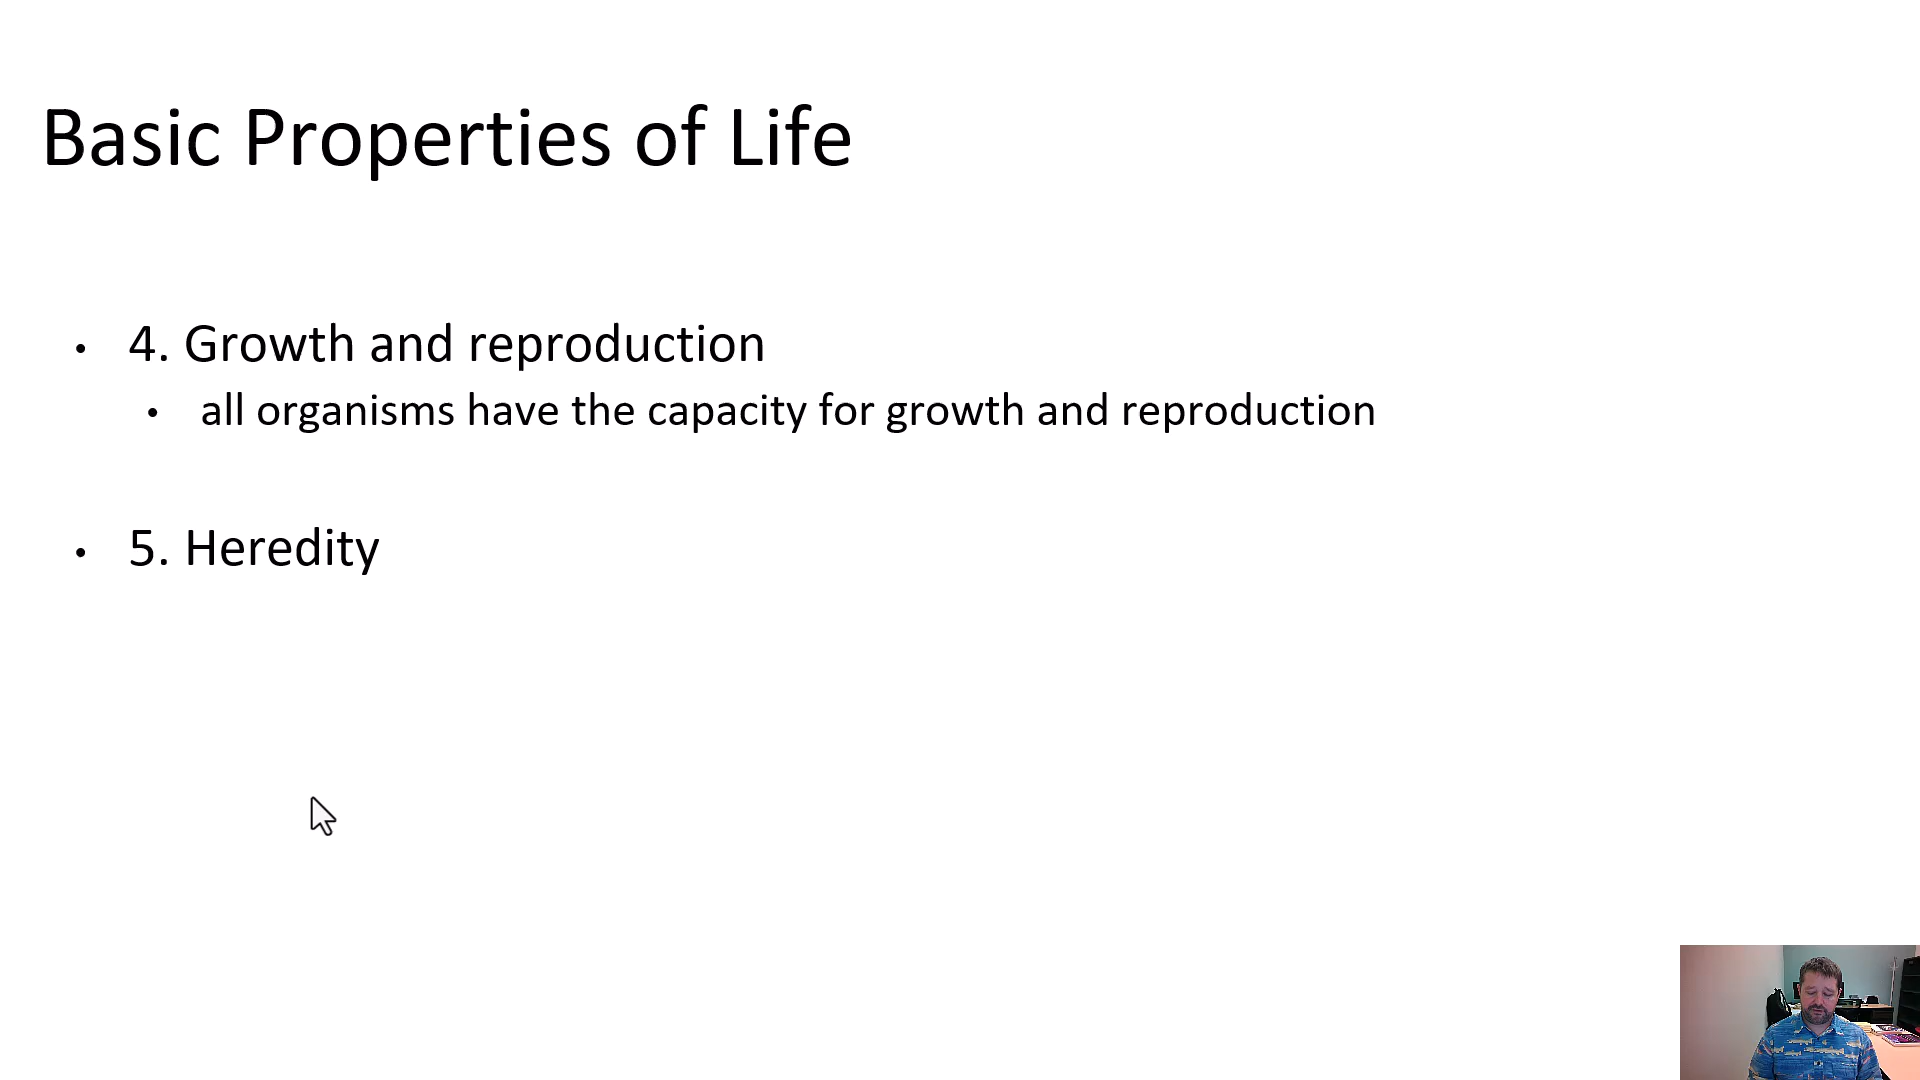 Basic Properties of Life
• 4. Growth and reproduction
• all organisms have the capacity for growth and reproduction
• 5. Heredity